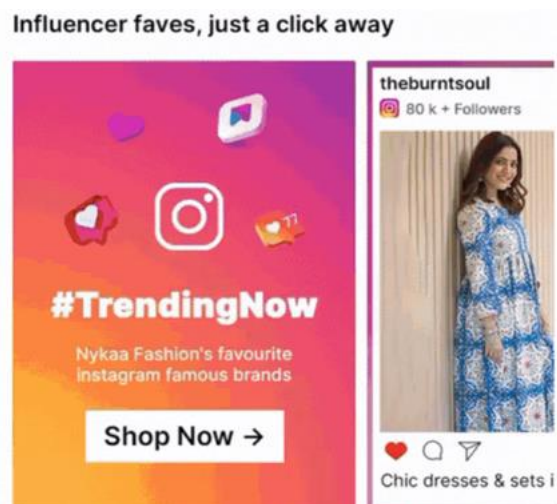 Influencer faves, just a click away
77
#TrendingNow
Nykaa Fashion's favourite
instagram famous brands
Shop Now →
theburntsoul
80 k + Followers
Chic dresses & sets i